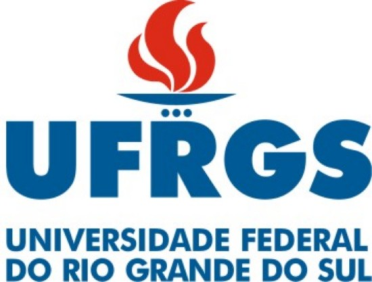 UFRGS
UNIVERSIDADE FEDERAL
DO RIO GRANDE DO SUL